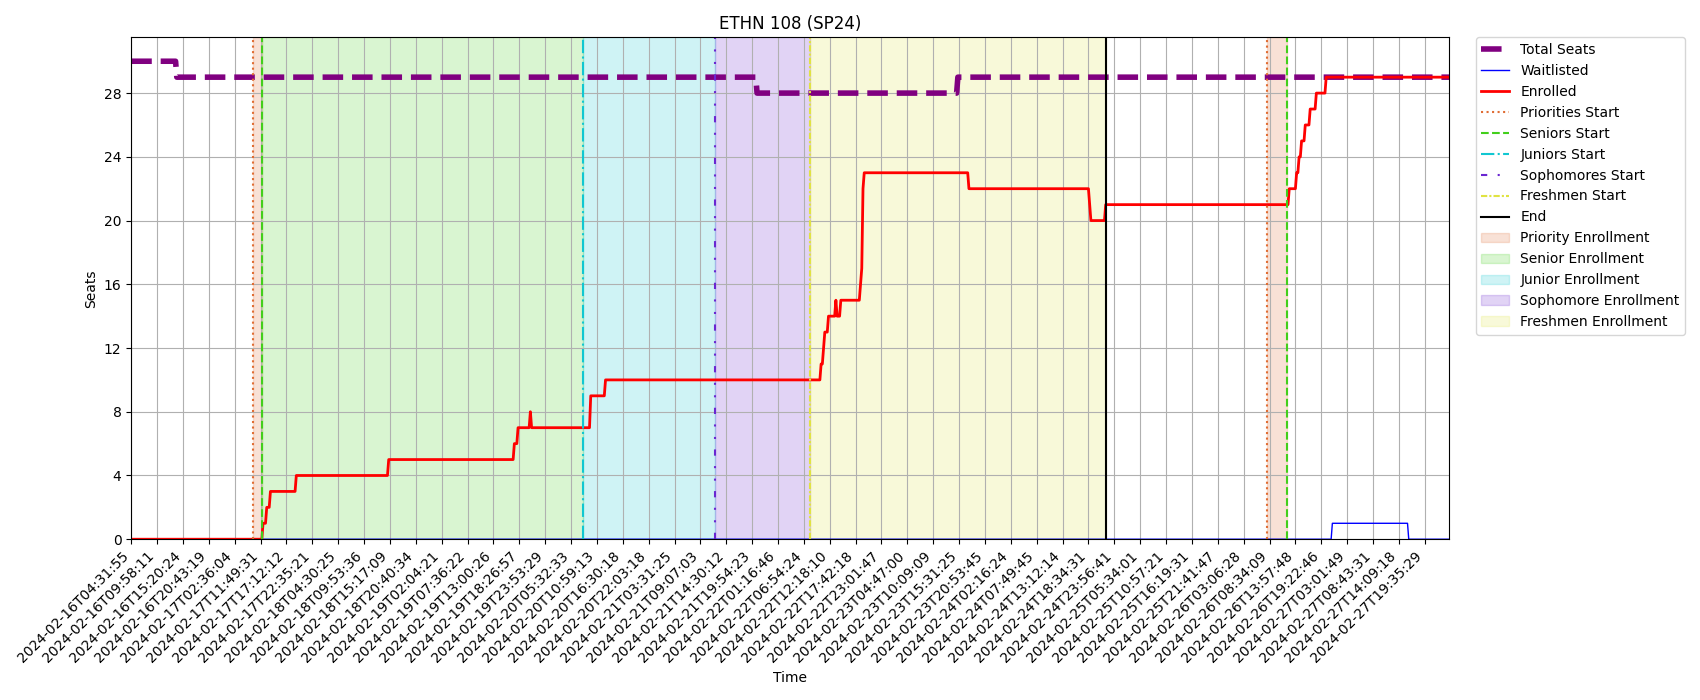 ETHN 108 (SP24)
Seats
28
24
20
16
12
8
4
0
2024-02-16T04:31:55
2024-02-16T09:58:11
2024-02-16T15:20:24
2024-02-16T20:43:19
2024-02-17T02:36:04
2024-02-17T11:49:31
2024-02-17T17:12:12
2024-02-17T22:35:21
2024-02-18T04:30:25
2024-02-18T09:53:36
2024-02-18T15:17:09
2024-02-18T20:40:34
2024-02-19T02:04:21
2024-02-19T07:36:22
2024-02-19T13:00:26
2024-02-19T18:26:57
2024-02-19T23:53:29
2024-02-20T05:32:33
2024-02-20T10:59:13
2024-02-20T16:30:18
2024-02-20T22:03:18
2024-02-21T03:31:25
2024-02-21T09:07:03
2024-02-21T14:30:12
2024-02-21T19:54:23
2024-02-22T01:16:46
2024-02-22T06:54:24
2024-02-22T12:18:10
2024-02-22T17:42:18
2024-02-22T23:01:47
2024-02-23T04:47:00
2024-02-23T10:09:09
2024-02-23T15:31:25
2024-02-23T20:53:45
2024-02-24T02:16:24
2024-02-24T07:49:45
2024-02-24T13:12:14
2024-02-24T18:34:31
2024-02-24T23:56:41
2024-02-25T05:34:01
2024-02-25T10:57:21
2024-02-25T16:19:31
2024-02-25T21:41:47
2024-02-26T03:06:28
2024-02-26T08:34:09
2024-02-26T13:57:48
2024-02-26T19:22:46
2024-02-27T03:01:49
2024-02-27T08:43:31
2024-02-27T14:09:18
2024-02-27T19:35:29
Time
Total Seats
Waitlisted
Enrolled
Priorities Start
Seniors Start
Juniors Start
Sophomores Start
Freshmen Start
End
Priority Enrollment
Senior Enrollment
Junior Enrollment
Sophomore Enrollment
Freshmen Enrollment